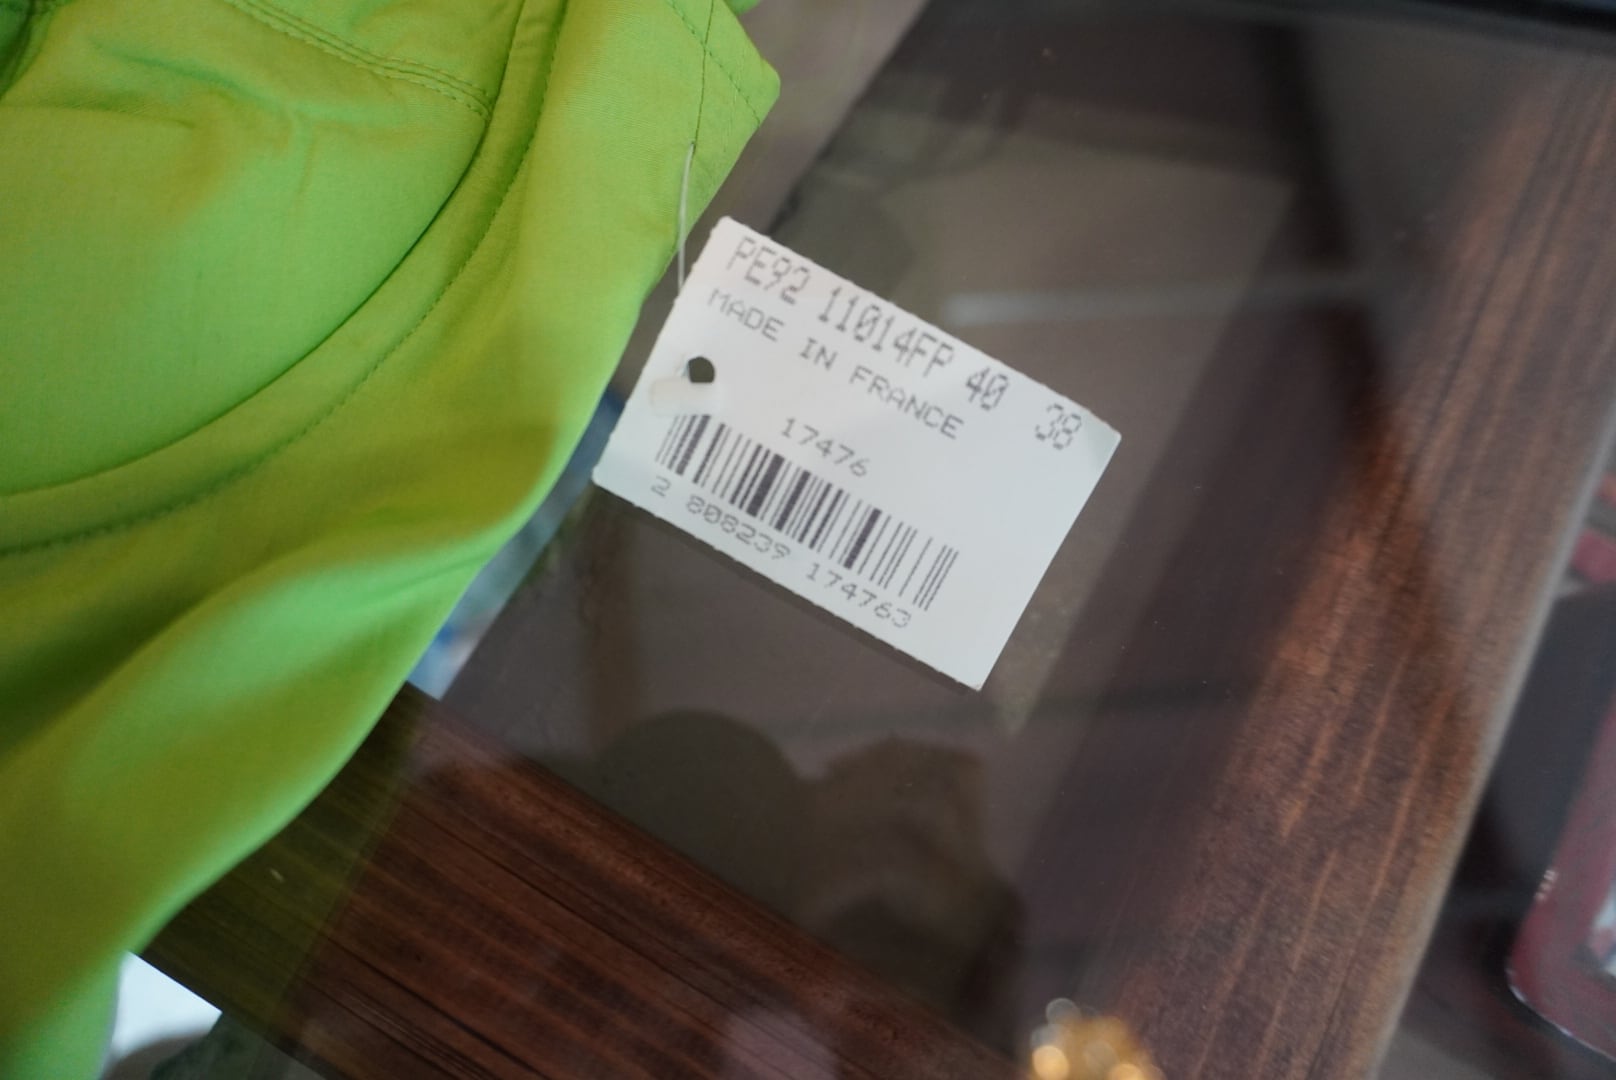 PE92 11014FP 40 38
MADE IN FRANCE
17476
2 808239 174763